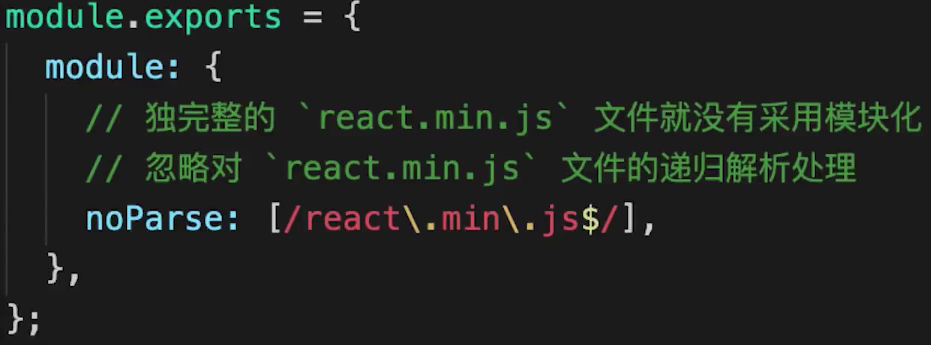 module.exports = {
  module: {
    // 独完整的 `react.min.js` 文件就没有采用模块化
    // 忽略对 `react.min.js` 文件的递归解析处理
    noParse: [/react\.min\.js$/],
  },
};